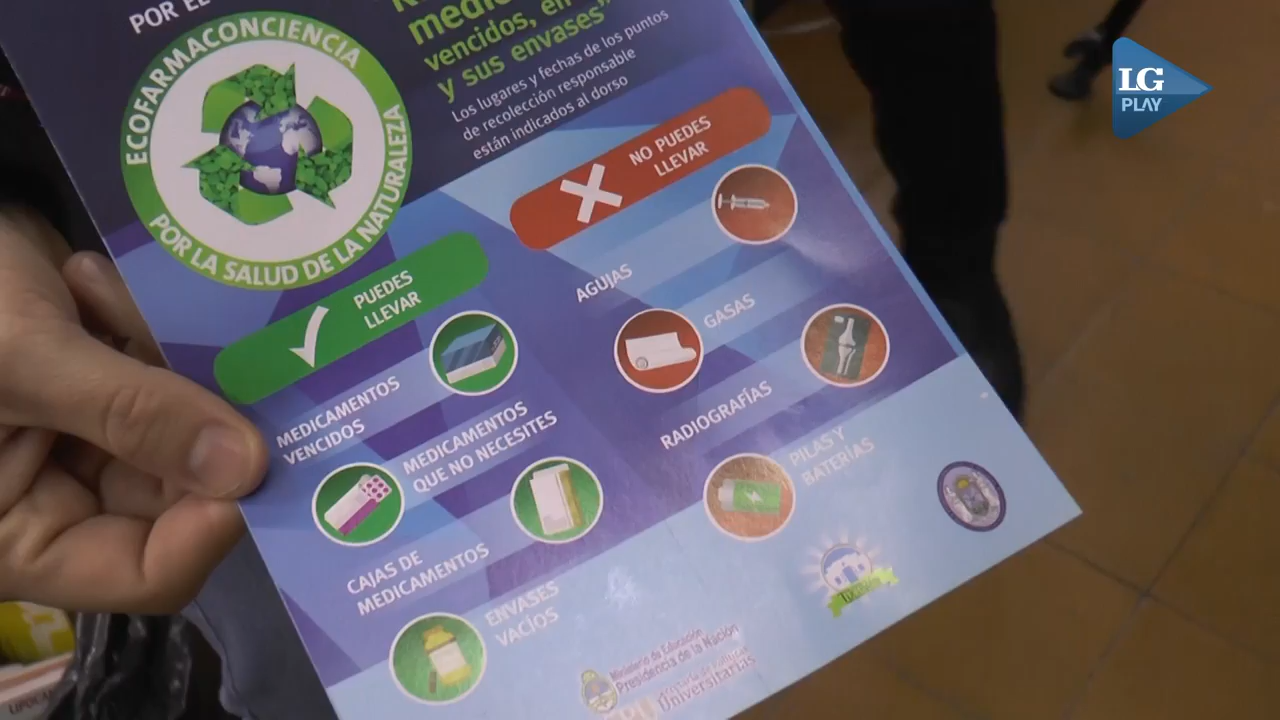 POR EL
medic
vencidos, en
y sus envases"
Los lugares y fechas de los puntos
de recolección responsable
están indicados al dorso
ECOFARMACONCIENCIA
POR LA SALUD DE LA NATURALEZA
NO PUEDES
LLEVAR
AGUJAS
GASAS
RADIOGRAFÍAS
PILAS Y
BATERÍAS
PUEDES
LLEVAR
MEDICAMENTOS
VENCIDOS
MEDICAMENTOS
QUE NO NECESITES
CAJAS DE
MEDICAMENTOS
ENVASES
VACÍOS
Ministerio de Educación
Presidencia de la Nación
Universitarias
Tucumán
LG
PLAY